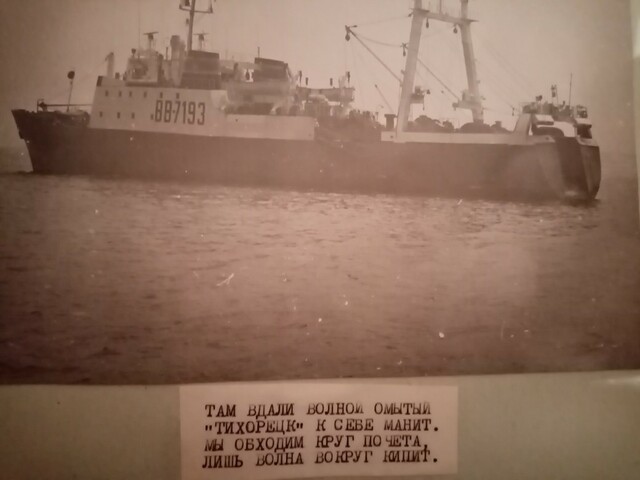 ВВ-7193
ТАМ ВДАЛИ ВОЛНОЙ ОМЫТЫЙ
"ТИХОРЕЦК" К СЕБЕ МАНИТ.
МЫ ОБХОДИМ КРУГ ПОЧЕТА,
ЛИШЬ ВОЛНА ВОКРУГ КИПИТ.